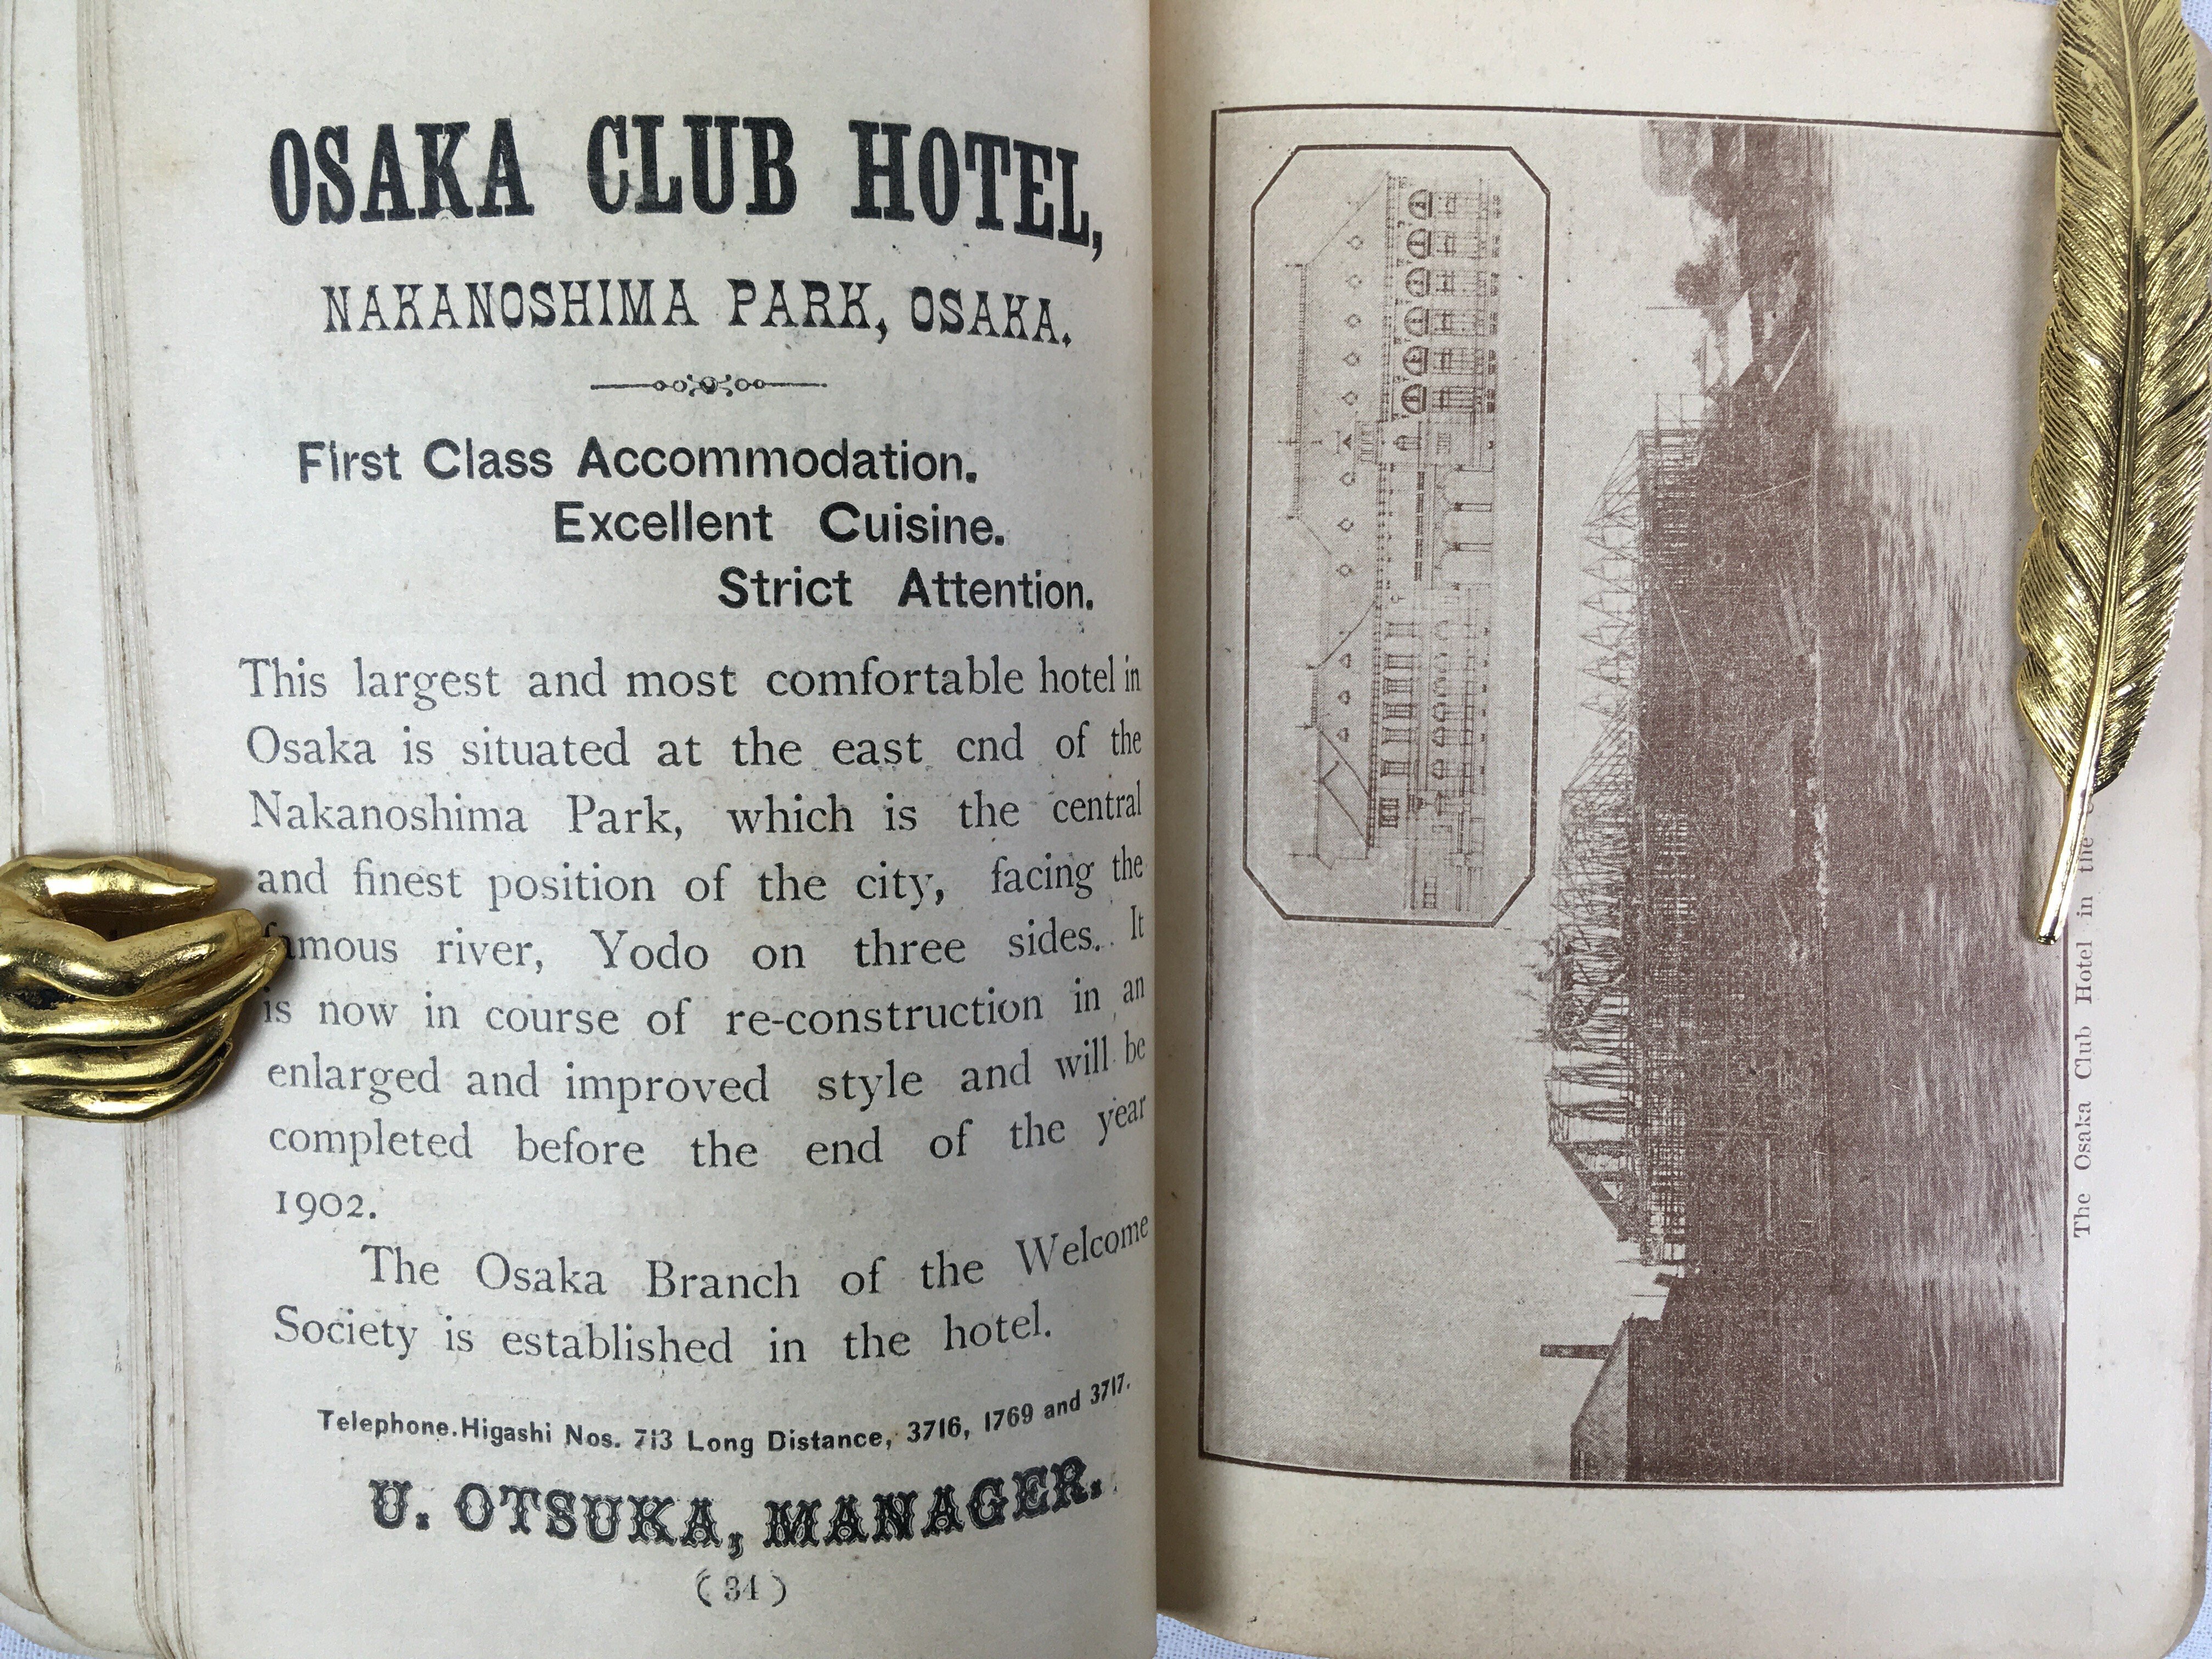 OSAKA CLUB HOTEL,
NAKANOSHIMA PARK, OSAKA.
First Class Accommodation.
Excellent Cuisine.
Strict Attention.
This largest and most comfortable hotel in
Osaka is situated at the east cnd of the
Nakanoshima Park, which is the central
and finest position of the city, facing the
famous river, Yodo on three sides. It
is now in course of re-construction in an
enlarged and improved style and will be
completed before the end of the year
1902.
The Osaka Branch of the Welcome
Society is established in the hotel.
Telephone.Higashi Nos. 713 Long Distance, 3716, 1769 and 3717.
U. OTSUKA, MANAGER.
(34)
The Osaka Club Hotel in the